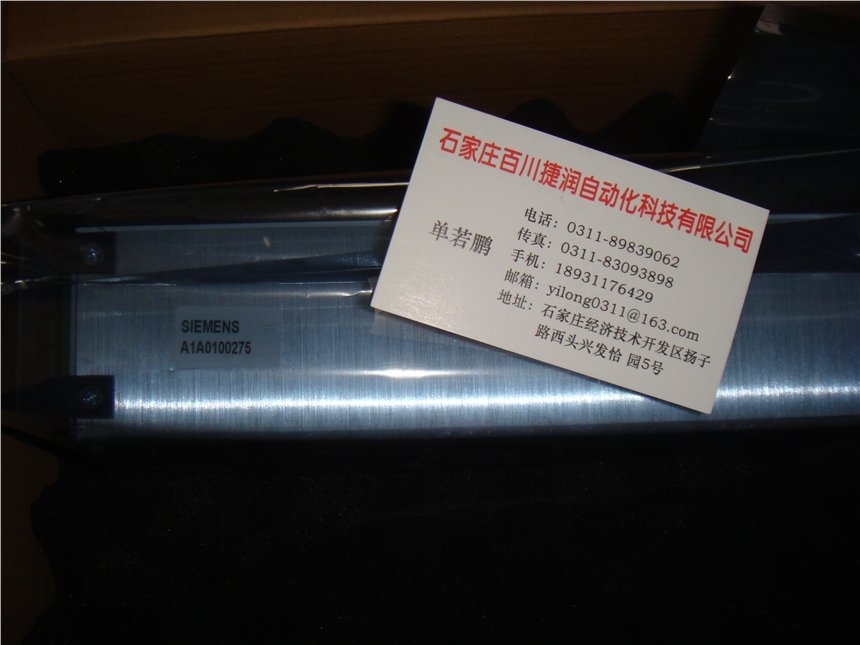 石家庄百川捷润自动化科技有限公司
单若鹏
电话：0311-89839062
传真：0311-83093898
手机：18931176429
邮箱：yilong0311@163.com
地址：石家庄经济技术开发区扬子
路西头兴发恰 园5号
SIEMENS
A1A0100275